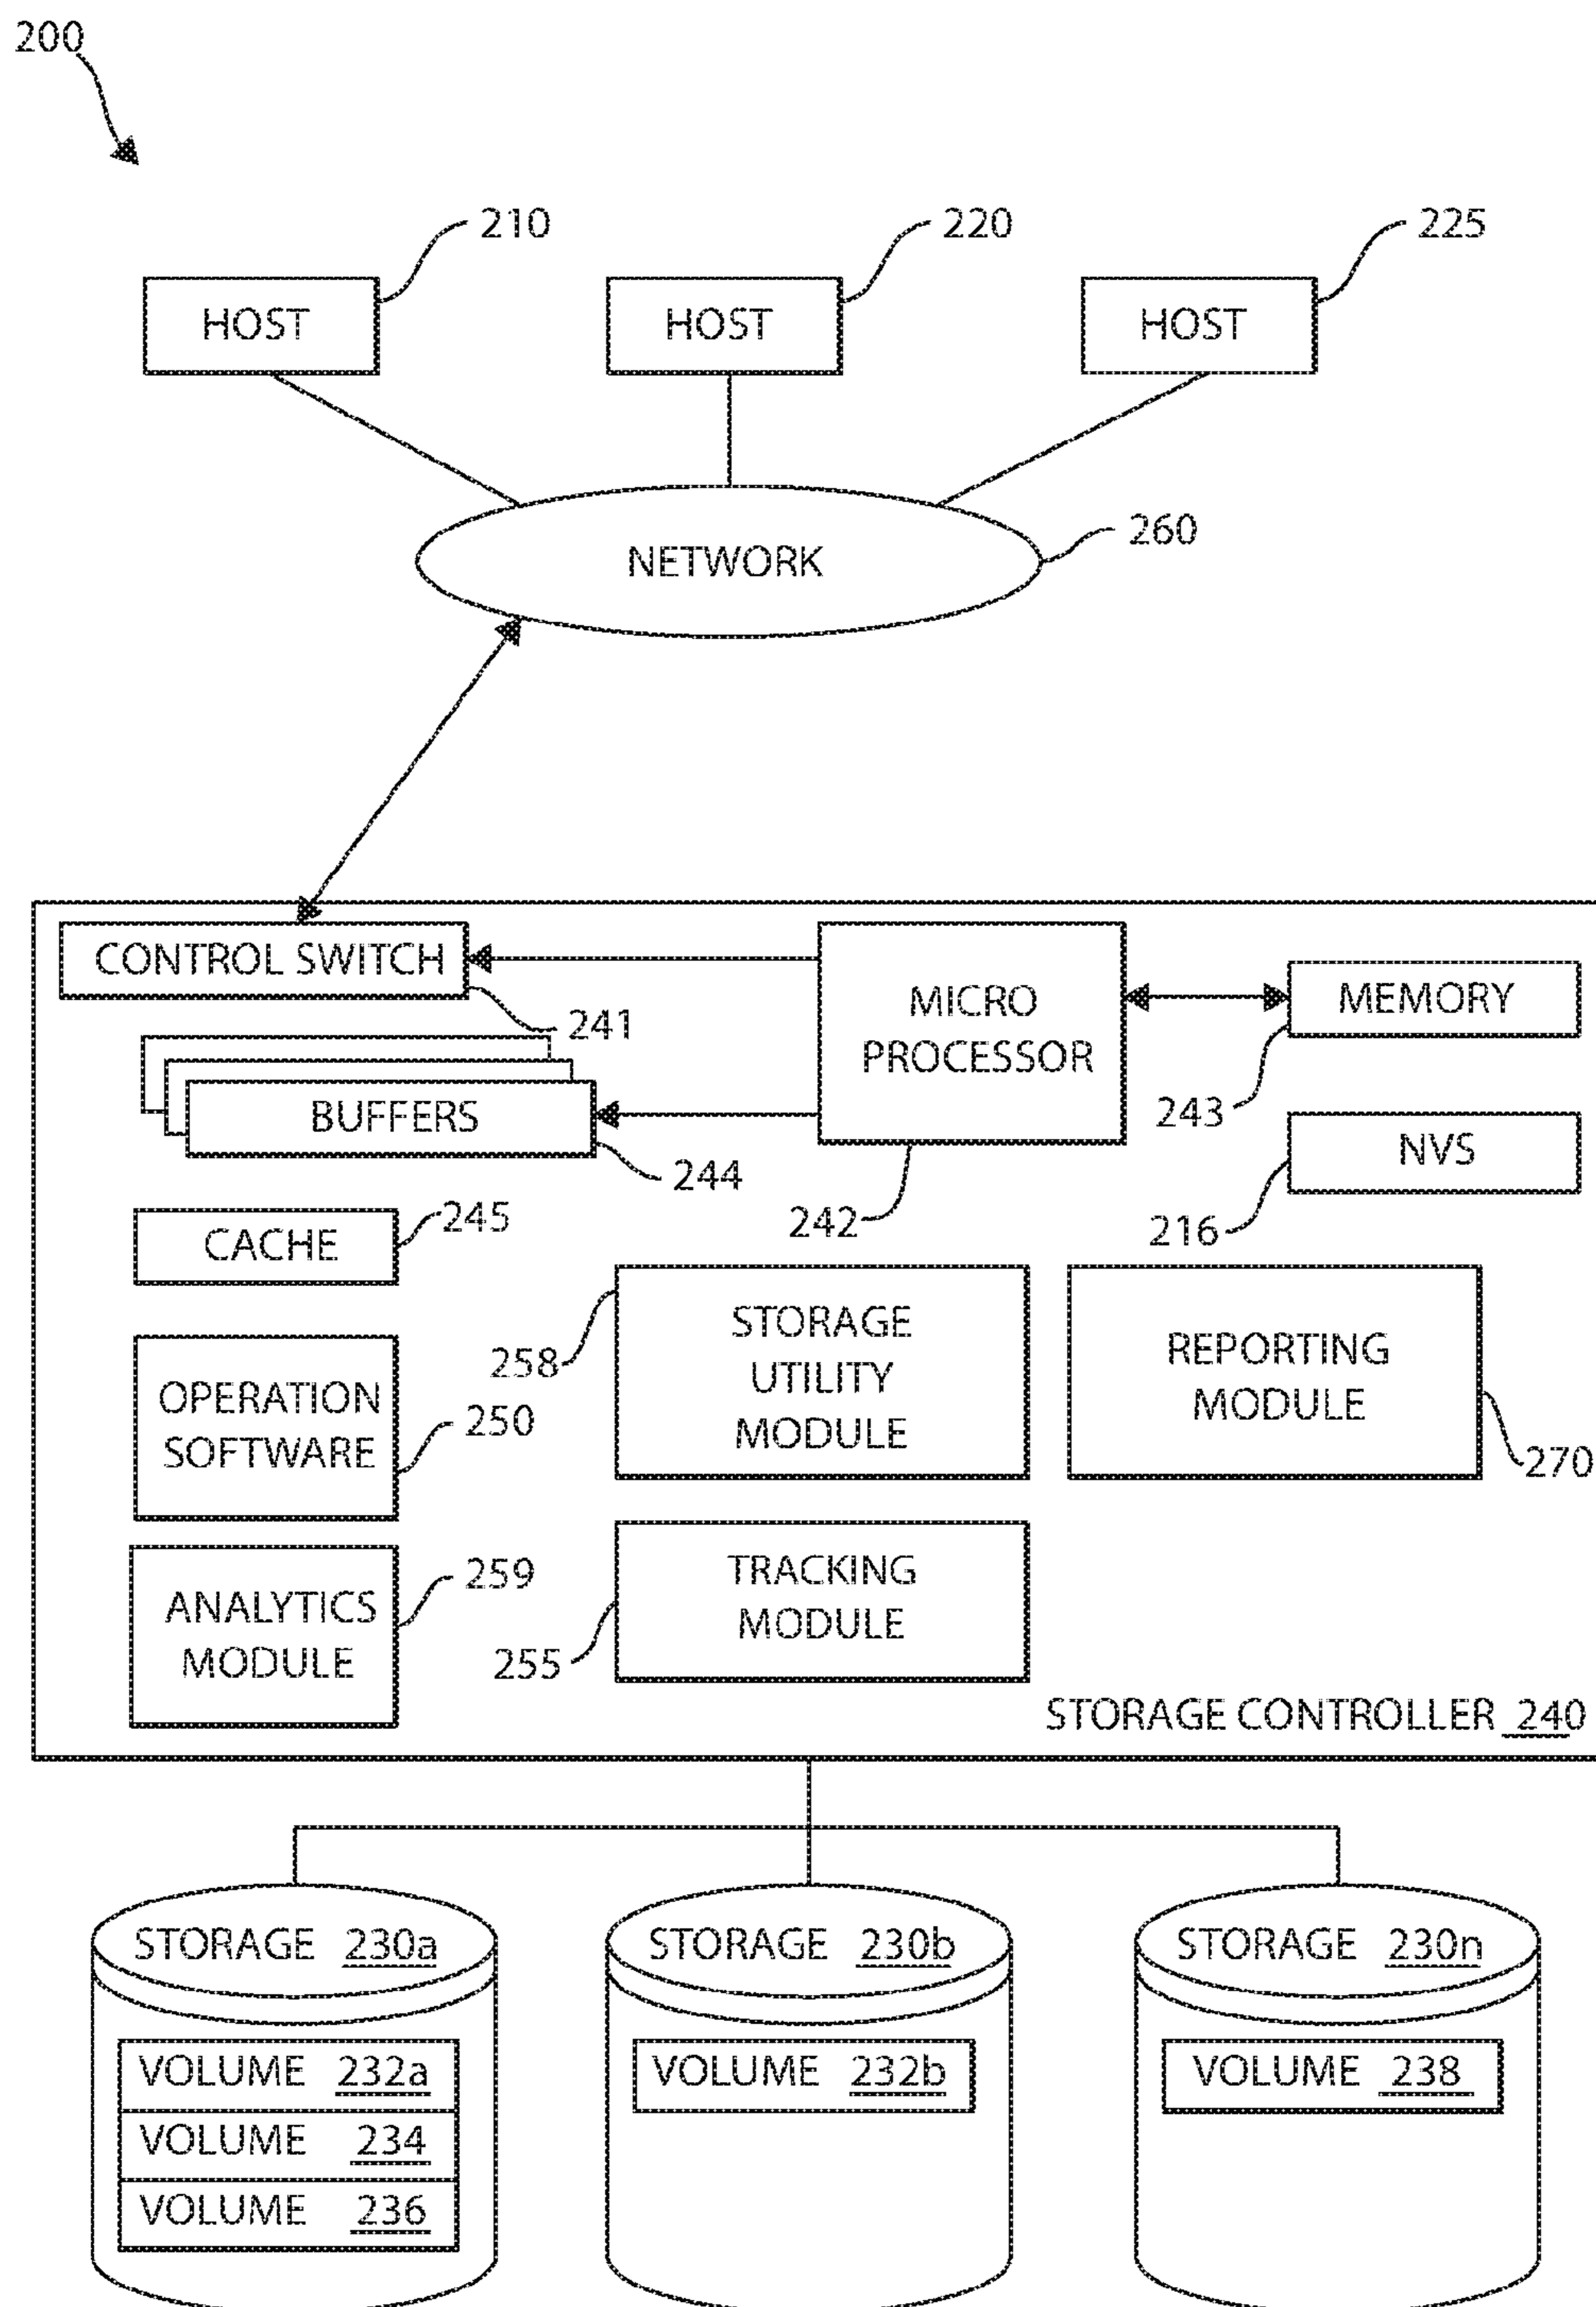 200
210
220
225
HOST
HOST
HOST
260
NETWORK
CONTROL SWITCH
241
MICRO
PROCESSOR
MEMORY
243
BUFFERS
244
242
NVS
216
CACHE
245
STORAGE
UTILITY
MODULE
258
REPORTING
MODULE
270
OPERATION
SOFTWARE
250
ANALYTICS
MODULE
259
TRACKING
MODULE
255
STORAGE CONTROLLER 240
STORAGE 230a
STORAGE 230b
STORAGE 230n
VOLUME 232a
VOLUME 234
VOLUME 236
VOLUME 232b
VOLUME 238